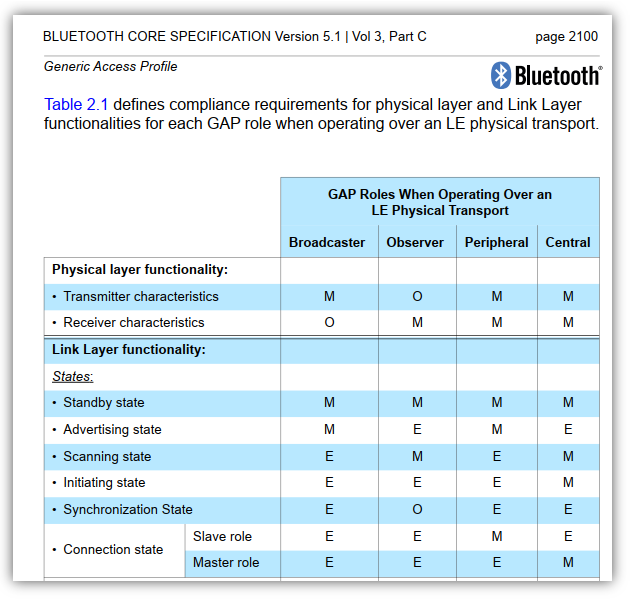 BLUETOOTH CORE SPECIFICATION Version 5.1 | Vol 3, Part C page 2100
Generic Access Profile
Bluetooth®
Table 2.1 defines compliance requirements for physical layer and Link Layer
functionalities for each GAP role when operating over an LE physical transport.
GAP Roles When Operating Over an
LE Physical Transport
Broadcaster Observer Peripheral Central
Physical layer functionality:
• Transmitter characteristics M O M M
• Receiver characteristics O M M M
Link Layer functionality:
States:
• Standby state M M M M
• Advertising state M E M E
• Scanning state E M E M
• Initiating state E E E M
• Synchronization State E O E E
• Connection state
Slave role E E M E
Master role E E E M